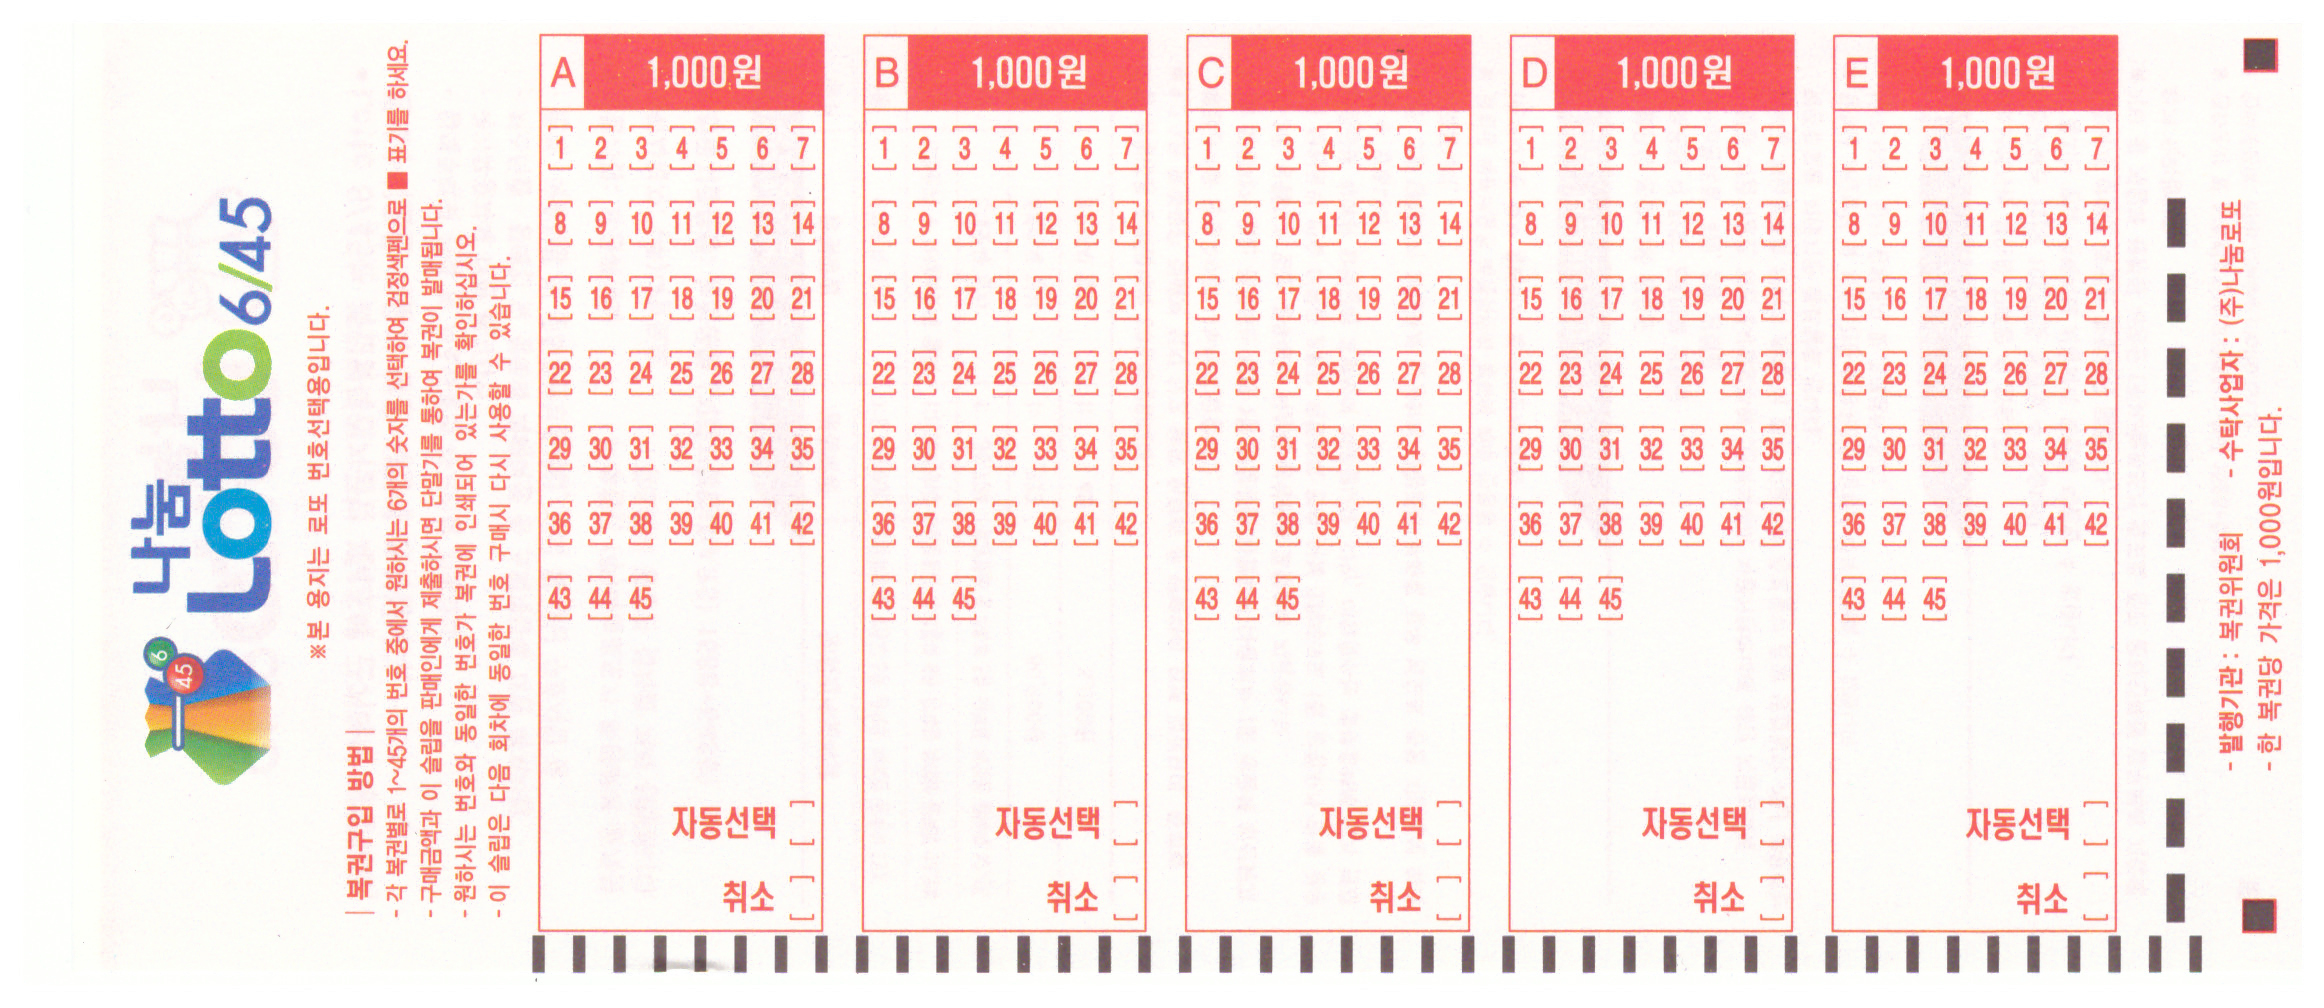 나눔
Lotto6/45
6
45
※본 용지는 로또 번호선택용입니다.
| 복권구입 방법 |
- 각 복권별로 1~45개의 번호 중에서 원하시는 6개의 숫자를 선택하여 검정색펜으로 ■ 표기를 하세요.
- 구매금액과 이 슬립을 판매인에게 제출하시면 단말기를 통하여 복권이 발매됩니다.
- 원하시는 번호와 동일한 번호가 복권에 인쇄되어 있는가를 확인하십시오.
- 이 슬립은 다음 회차에 동일한 번호 구매시 다시 사용할 수 있습니다.
A 1,000원
1 2 3 4 5 6 7
8 9 10 11 12 13 14
15 16 17 18 19 20 21
22 23 24 25 26 27 28
29 30 31 32 33 34 35
36 37 38 39 40 41 42
43 44 45
자동선택
취소
B 1,000원
1 2 3 4 5 6 7
8 9 10 11 12 13 14
15 16 17 18 19 20 21
22 23 24 25 26 27 28
29 30 31 32 33 34 35
36 37 38 39 40 41 42
43 44 45
자동선택
취소
C 1,000원
1 2 3 4 5 6 7
8 9 10 11 12 13 14
15 16 17 18 19 20 21
22 23 24 25 26 27 28
29 30 31 32 33 34 35
36 37 38 39 40 41 42
43 44 45
자동선택
취소
D 1,000원
1 2 3 4 5 6 7
8 9 10 11 12 13 14
15 16 17 18 19 20 21
22 23 24 25 26 27 28
29 30 31 32 33 34 35
36 37 38 39 40 41 42
43 44 45
자동선택
취소
E 1,000원
1 2 3 4 5 6 7
8 9 10 11 12 13 14
15 16 17 18 19 20 21
22 23 24 25 26 27 28
29 30 31 32 33 34 35
36 37 38 39 40 41 42
43 44 45
자동선택
취소
- 발행기관 : 복권위원회 - 수탁사업자 : (주)나눔로또
- 한 복권당 가격은 1,000원입니다.